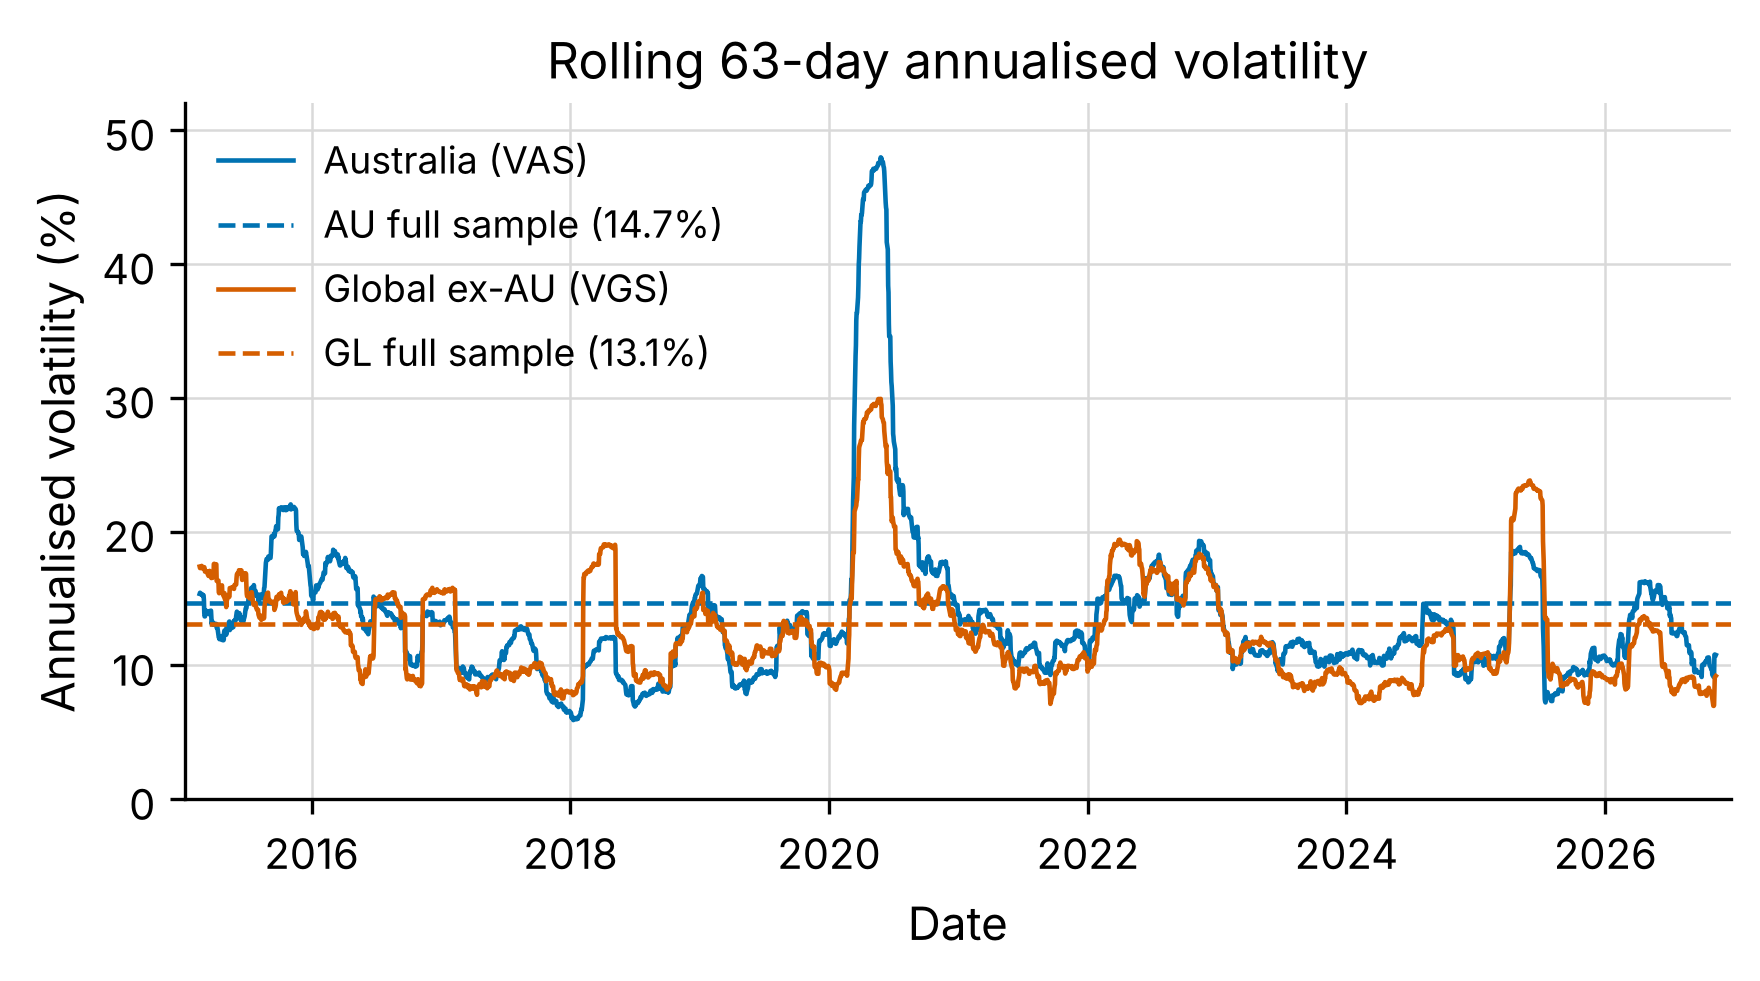 Rolling 63-day annualised volatility
Annualised volatility (%)
50
40
30
20
10
0
Australia (VAS)
AU full sample (14.7%)
Global ex-AU (VGS)
GL full sample (13.1%)
2016
2018
2020
2022
2024
2026
Date